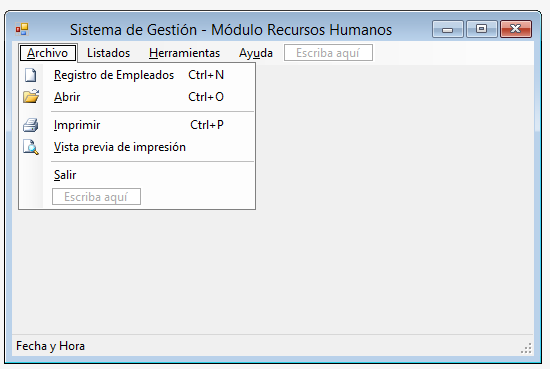 Sistema de Gestión - Módulo Recursos Humanos
Archivo Listados Herramientas Ayuda Escriba aquí
Registro de Empleados Ctrl+N
Abrir Ctrl+O
Imprimir Ctrl+P
Vista previa de impresión
Salir
Escriba aquí
Fecha y Hora